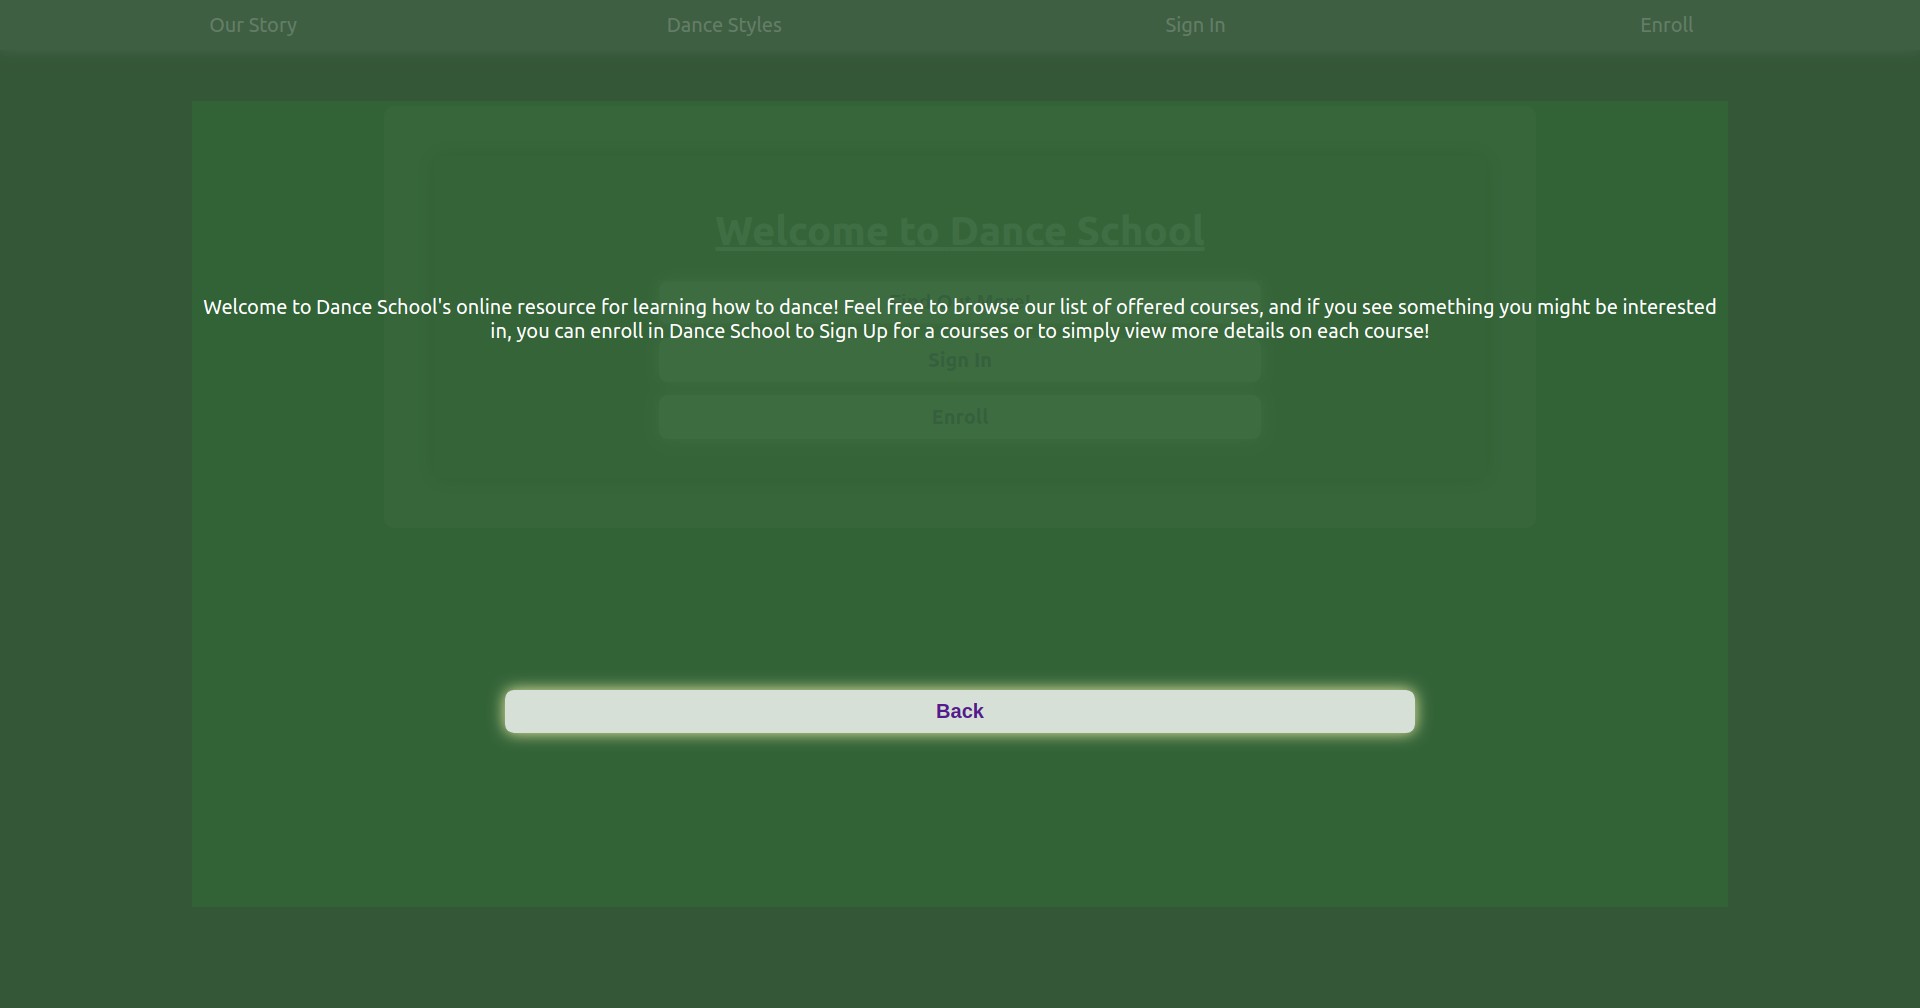 Our Story
Dance Styles
Sign In
Enroll
Welcome to Dance School
Welcome to Dance School's online resource for learning how to dance! Feel free to browse our list of offered courses, and if you see something you might be interested
in, you can enroll in Dance School to Sign Up for a courses or to simply view more details on each course!
Sign In
Enroll
Back